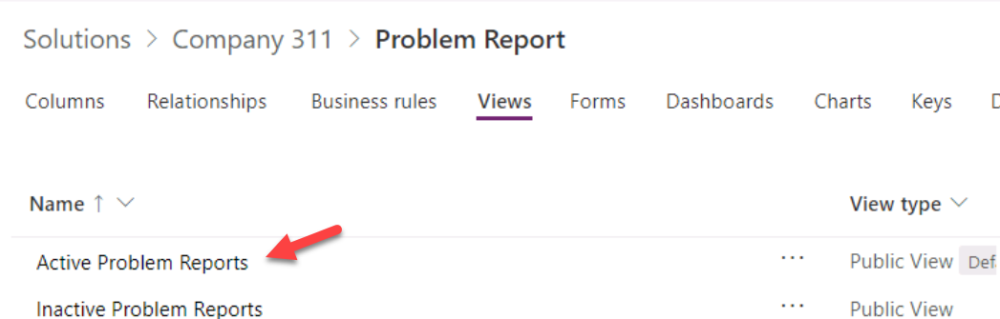 Solutions > Company 311 > Problem Report
Columns Relationships Business rules Views Forms Dashboards Charts Keys
Name ↑ View type
Active Problem Reports ... Public View Def
Inactive Problem Reports ... Public View